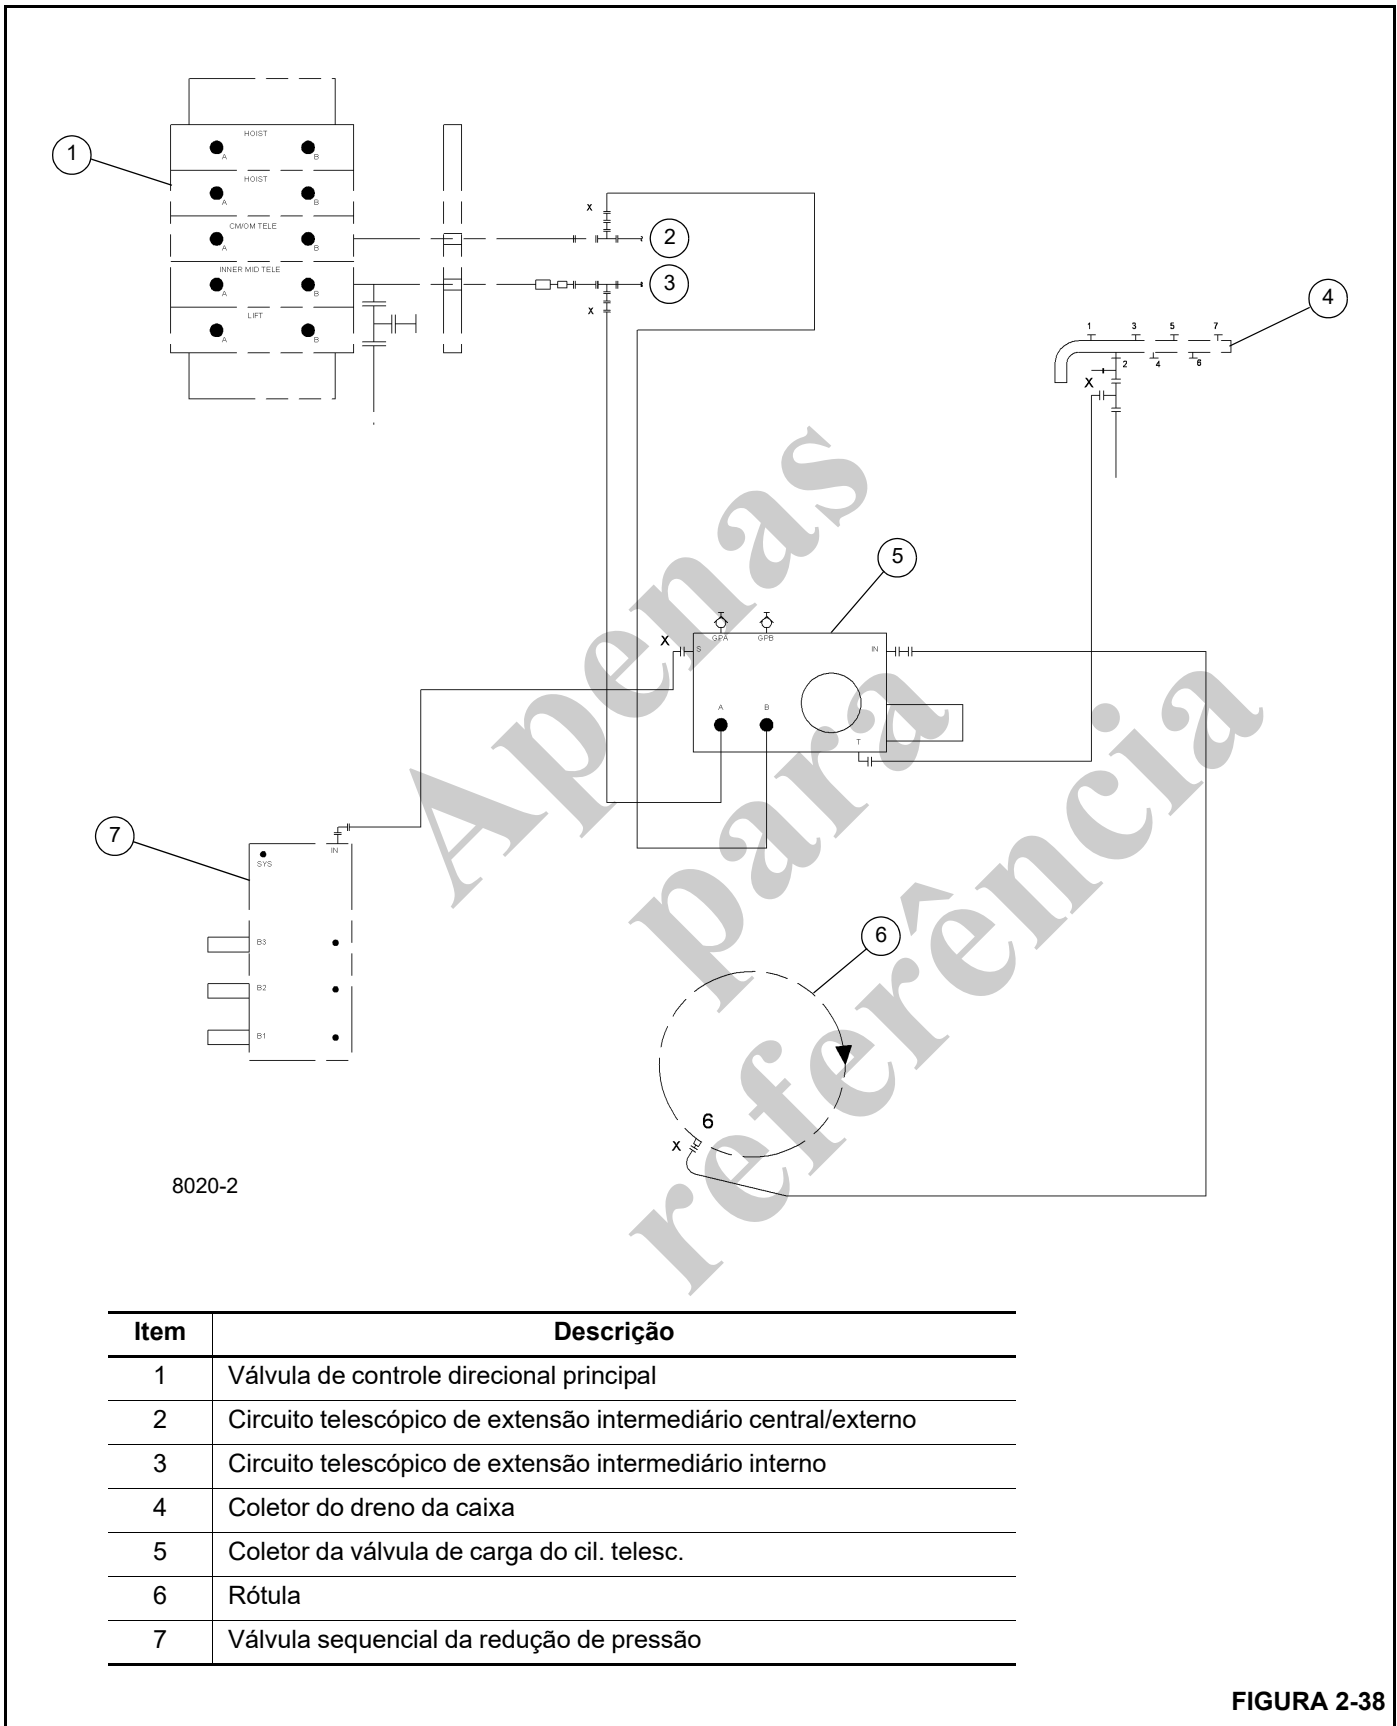 HOIST
A
B
1
HOIST
A
B
X
CM/OM TELE
A
B
2
INNER MID TELE
A
B
3
X
LIFT
A
B
4
1
3
5
7
2
4
6
X
5
GPA
GPB
X
S
IN
A
B
T
7
IN
SYS
B3
B2
B1
6
6
X
Apenas
para
referência
8020-2
Item Descrição
1 Válvula de controle direcional principal
2 Circuito telescópico de extensão intermediário central/externo
3 Circuito telescópico de extensão intermediário interno
4 Coletor do dreno da caixa
5 Coletor da válvula de carga do cil. telesc.
6 Rótula
7 Válvula sequencial da redução de pressão
FIGURA 2-38